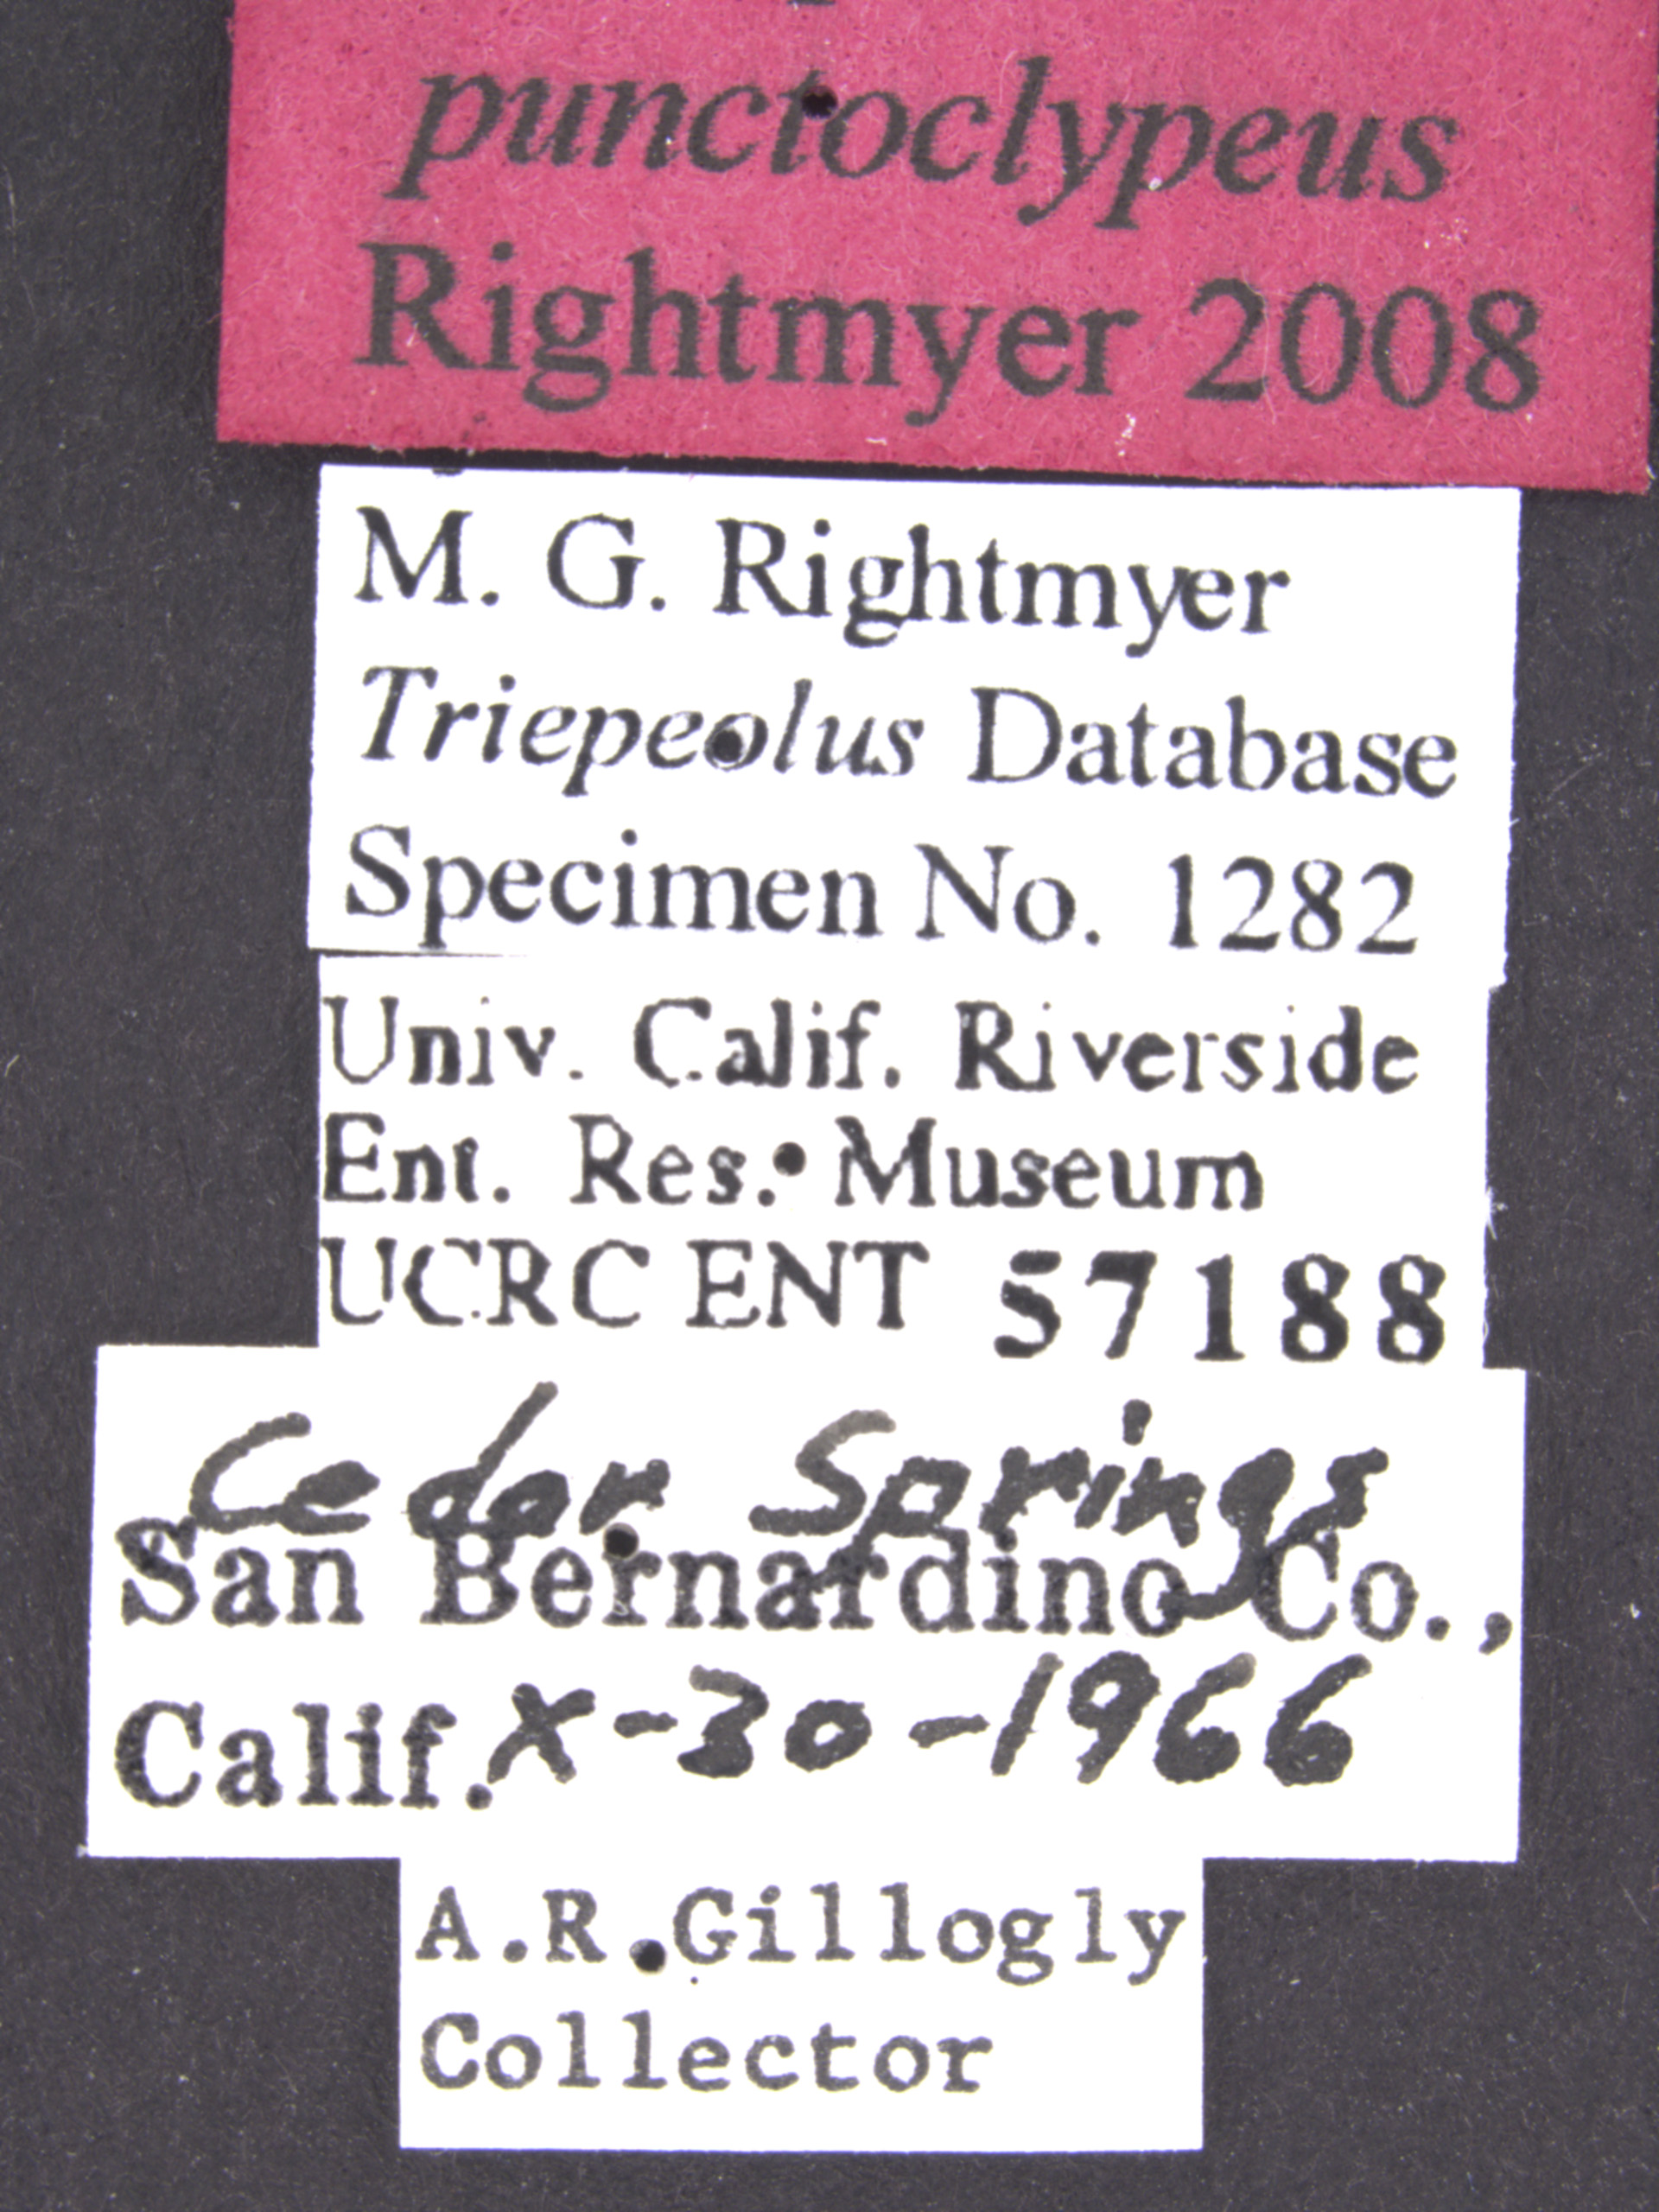 punctoclypeus
Rightmyer 2008
M. G. Rightmyer
Triepeolus Database
Specimen No. 1282
Univ. Calif. Riverside
Ent. Res. Museum
UCRC ENT 57188
Cedar Springs
San Bernardino Co.,
Calif. X-30-1966
A.R.Gillogly
Collector